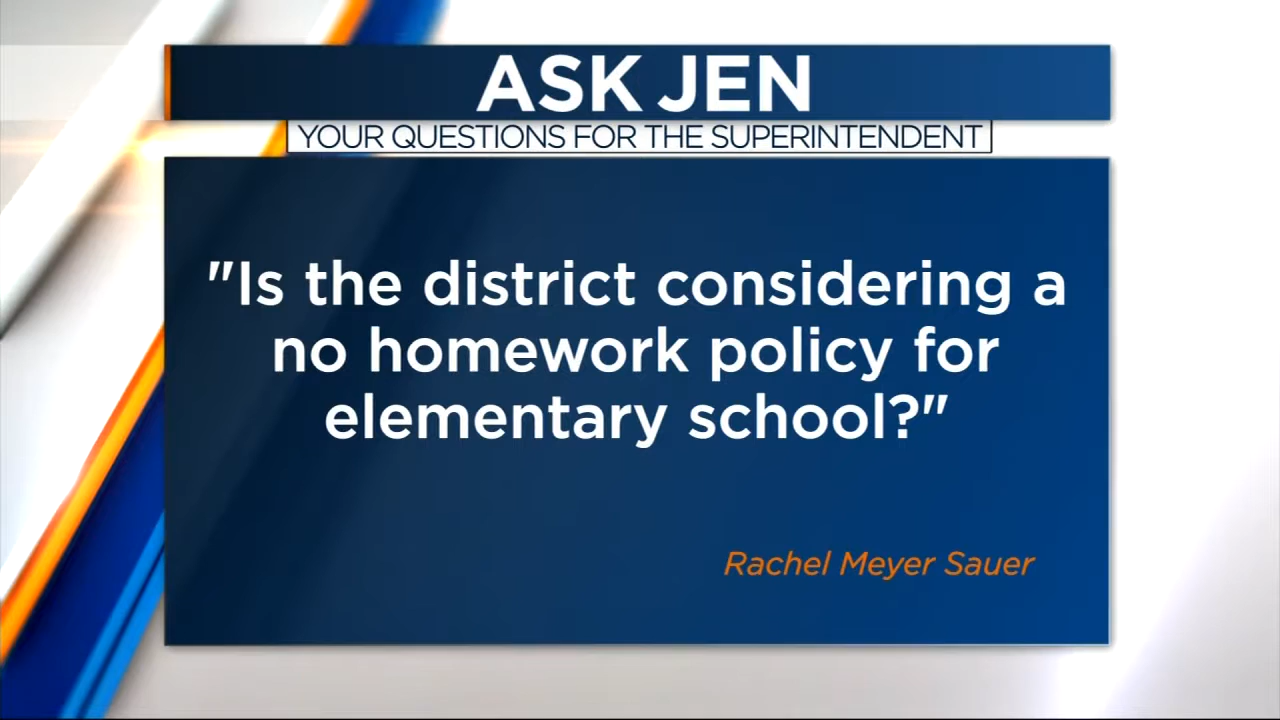 ASK JEN
YOUR QUESTIONS FOR THE SUPERINTENDENT
"Is the district considering a
no homework policy for
elementary school?"
Rachel Meyer Sauer